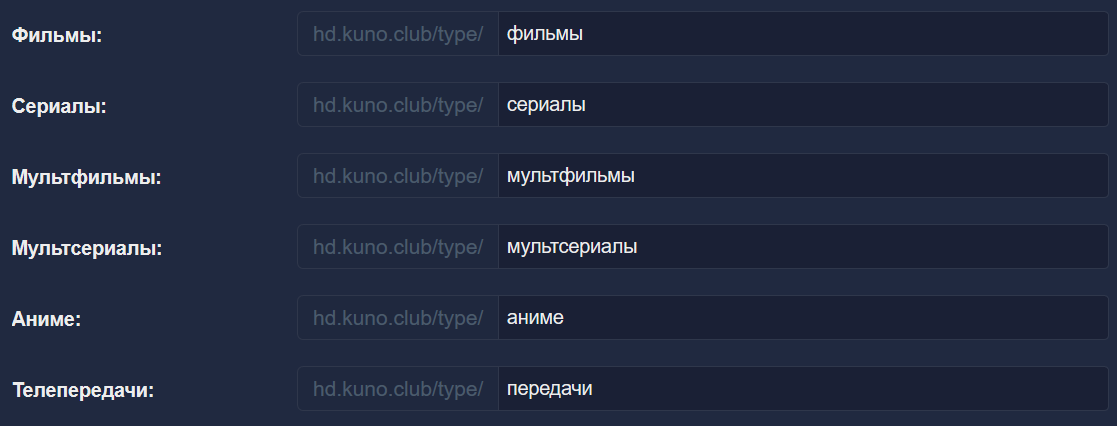 Фильмы: hd.kuno.club/type/ фильмы
Сериалы: hd.kuno.club/type/ сериалы
Мультфильмы: hd.kuno.club/type/ мультфильмы
Мультсериалы: hd.kuno.club/type/ мультсериалы
Аниме: hd.kuno.club/type/ аниме
Телепередачи: hd.kuno.club/type/ передачи